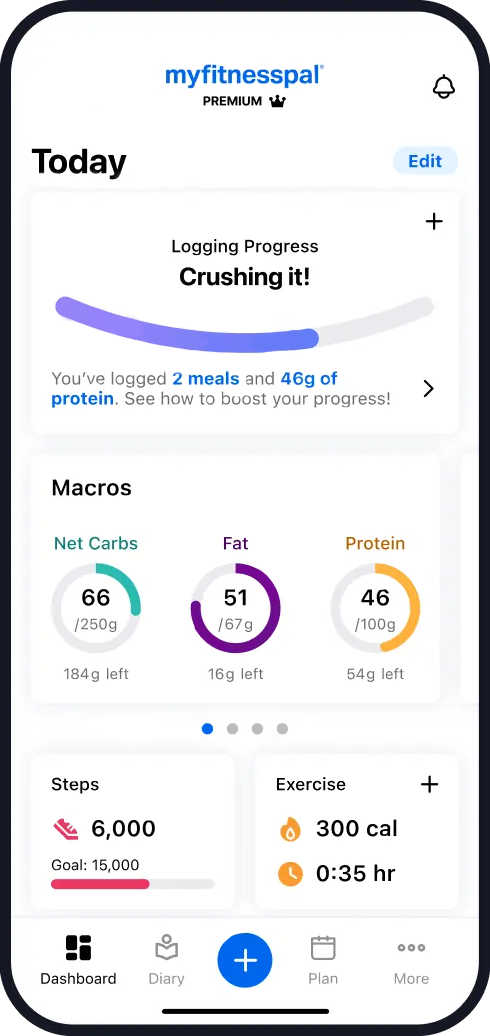 myfitnesspal®
PREMIUM
Today
Edit
Logging Progress
Crushing it!
You've logged 2 meals and 46g of
protein. See how to boost your progress!
Macros
Net Carbs
66
/250g
184g left
Fat
51
/67g
16g left
Protein
46
/100g
54g left
Steps
6,000
Goal: 15,000
Exercise
300 cal
0:35 hr
Dashboard
Diary
Plan
More